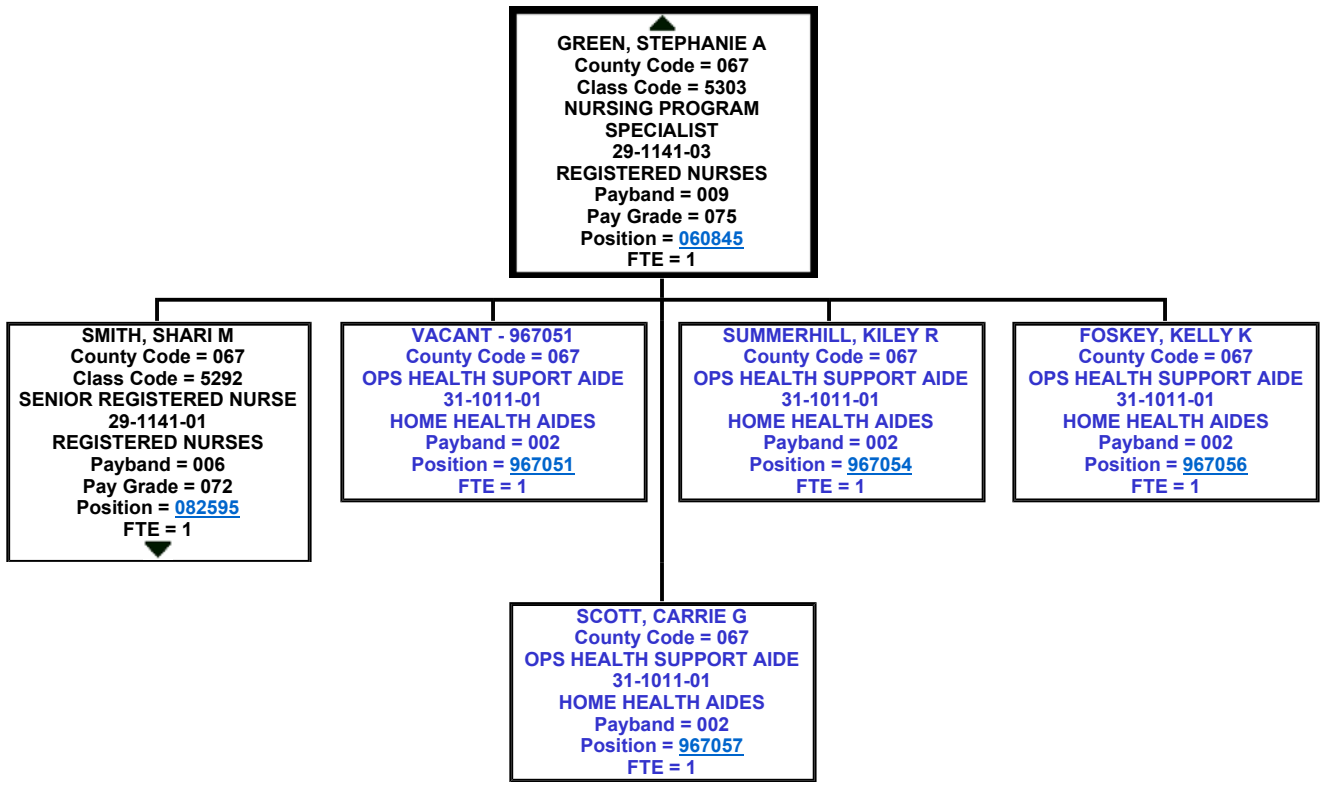 GREEN, STEPHANIE A
County Code = 067
Class Code = 5303
NURSING PROGRAM
SPECIALIST
29-1141-03
REGISTERED NURSES
Payband = 009
Pay Grade = 075
Position = 060845
FTE = 1
SMITH, SHARI M
County Code = 067
Class Code = 5292
SENIOR REGISTERED NURSE
29-1141-01
REGISTERED NURSES
Payband = 006
Pay Grade = 072
Position = 082595
FTE = 1
VACANT - 967051
County Code = 067
OPS HEALTH SUPORT AIDE
31-1011-01
HOME HEALTH AIDES
Payband = 002
Position = 967051
FTE = 1
SUMMERHILL, KILEY R
County Code = 067
OPS HEALTH SUPPORT AIDE
31-1011-01
HOME HEALTH AIDES
Payband = 002
Position = 967054
FTE = 1
FOSKEY, KELLY K
County Code = 067
OPS HEALTH SUPPORT AIDE
31-1011-01
HOME HEALTH AIDES
Payband = 002
Position = 967056
FTE = 1
SCOTT, CARRIE G
County Code = 067
OPS HEALTH SUPPORT AIDE
31-1011-01
HOME HEALTH AIDES
Payband = 002
Position = 967057
FTE = 1